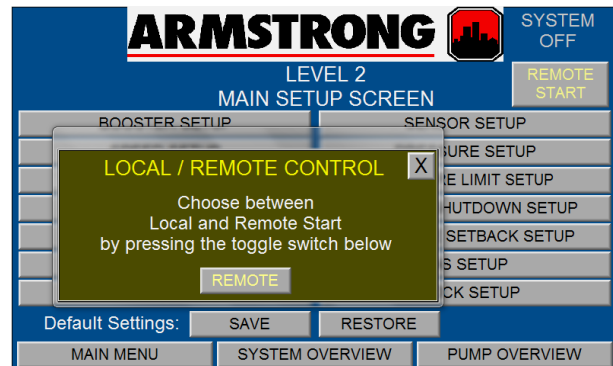 ARMSTRONG
SYSTEM
OFF
LEVEL 2
MAIN SETUP SCREEN
REMOTE
START
BOOSTER SETUP
SENSOR SETUP
SETUP
LIMIT SETUP
SHUTDOWN SETUP
SETBACK SETUP
SETUP
SETUP
LOCAL / REMOTE CONTROL
X
Choose between
Local and Remote Start
by pressing the toggle switch below
REMOTE
Default Settings:
SAVE
RESTORE
MAIN MENU
SYSTEM OVERVIEW
PUMP OVERVIEW